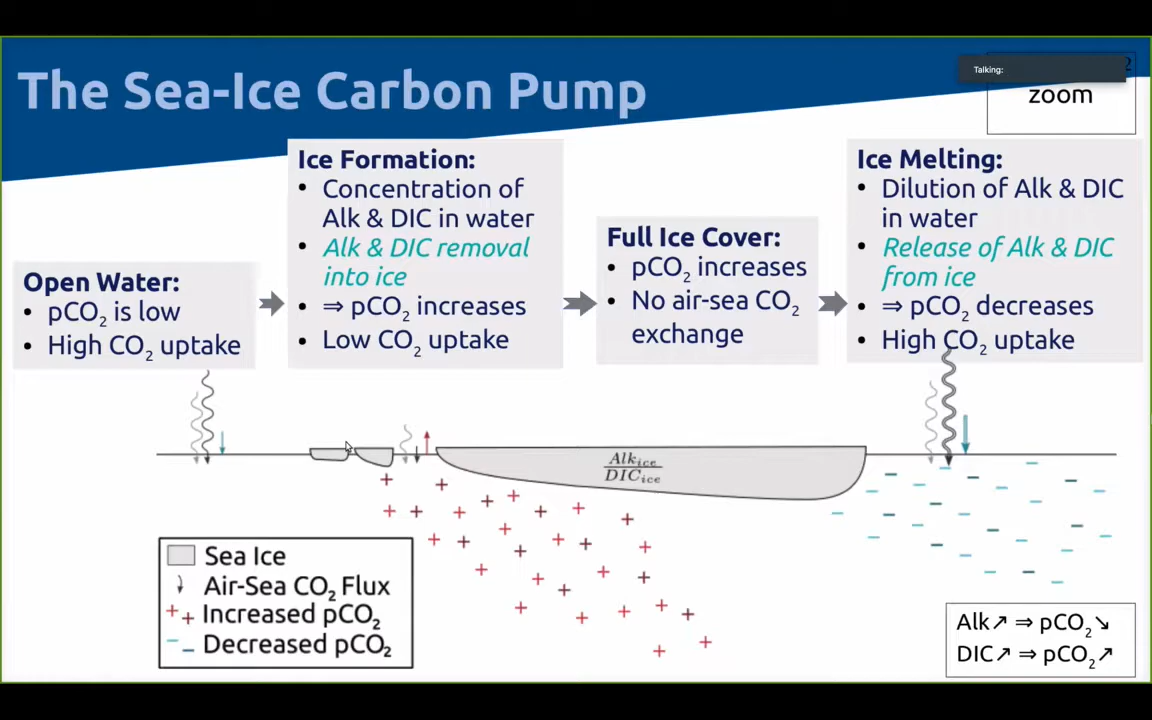 The Sea-Ice Carbon Pump
Talking:
2
zoom
Open Water:
• pCO₂ is low
• High CO₂ uptake
Ice Formation:
• Concentration of
Alk & DIC in water
• Alk & DIC removal
into ice
• ⇒ pCO₂ increases
• Low CO₂ uptake
Full Ice Cover:
• pCO₂ increases
• No air-sea CO₂
exchange
Ice Melting:
• Dilution of Alk & DIC
in water
• Release of Alk & DIC
from ice
• ⇒ pCO₂ decreases
• High CO₂ uptake
Alk_ice
DIC_ice
Sea Ice
Air-Sea CO₂ Flux
Increased pCO₂
Decreased pCO₂
Alk↗ ⇒ pCO₂↘
DIC↗ ⇒ pCO₂↗